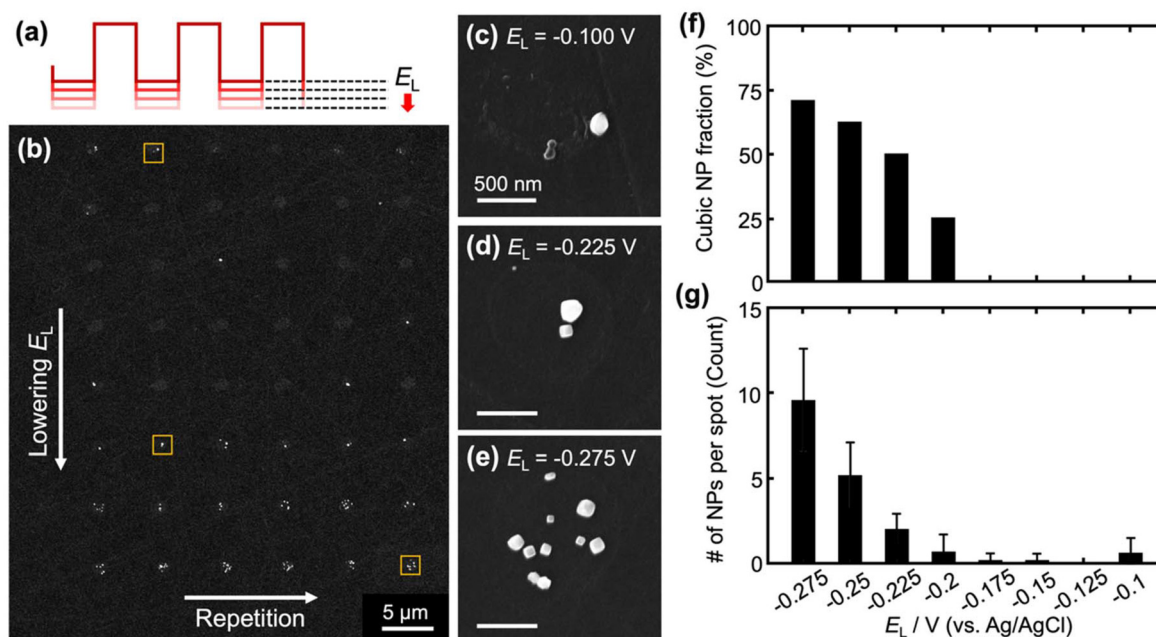 (a)
E_L
(b)
Lowering E_L
Repetition
5 μm
(c) E_L = -0.100 V
500 nm
(d) E_L = -0.225 V
(e) E_L = -0.275 V
(f)
Cubic NP fraction (%)
100
75
50
25
0
(g)
# of NPs per spot (Count)
15
10
5
0
-0.275 -0.25 -0.225 -0.2 -0.175 -0.15 -0.125 -0.1
E_L / V (vs. Ag/AgCl)